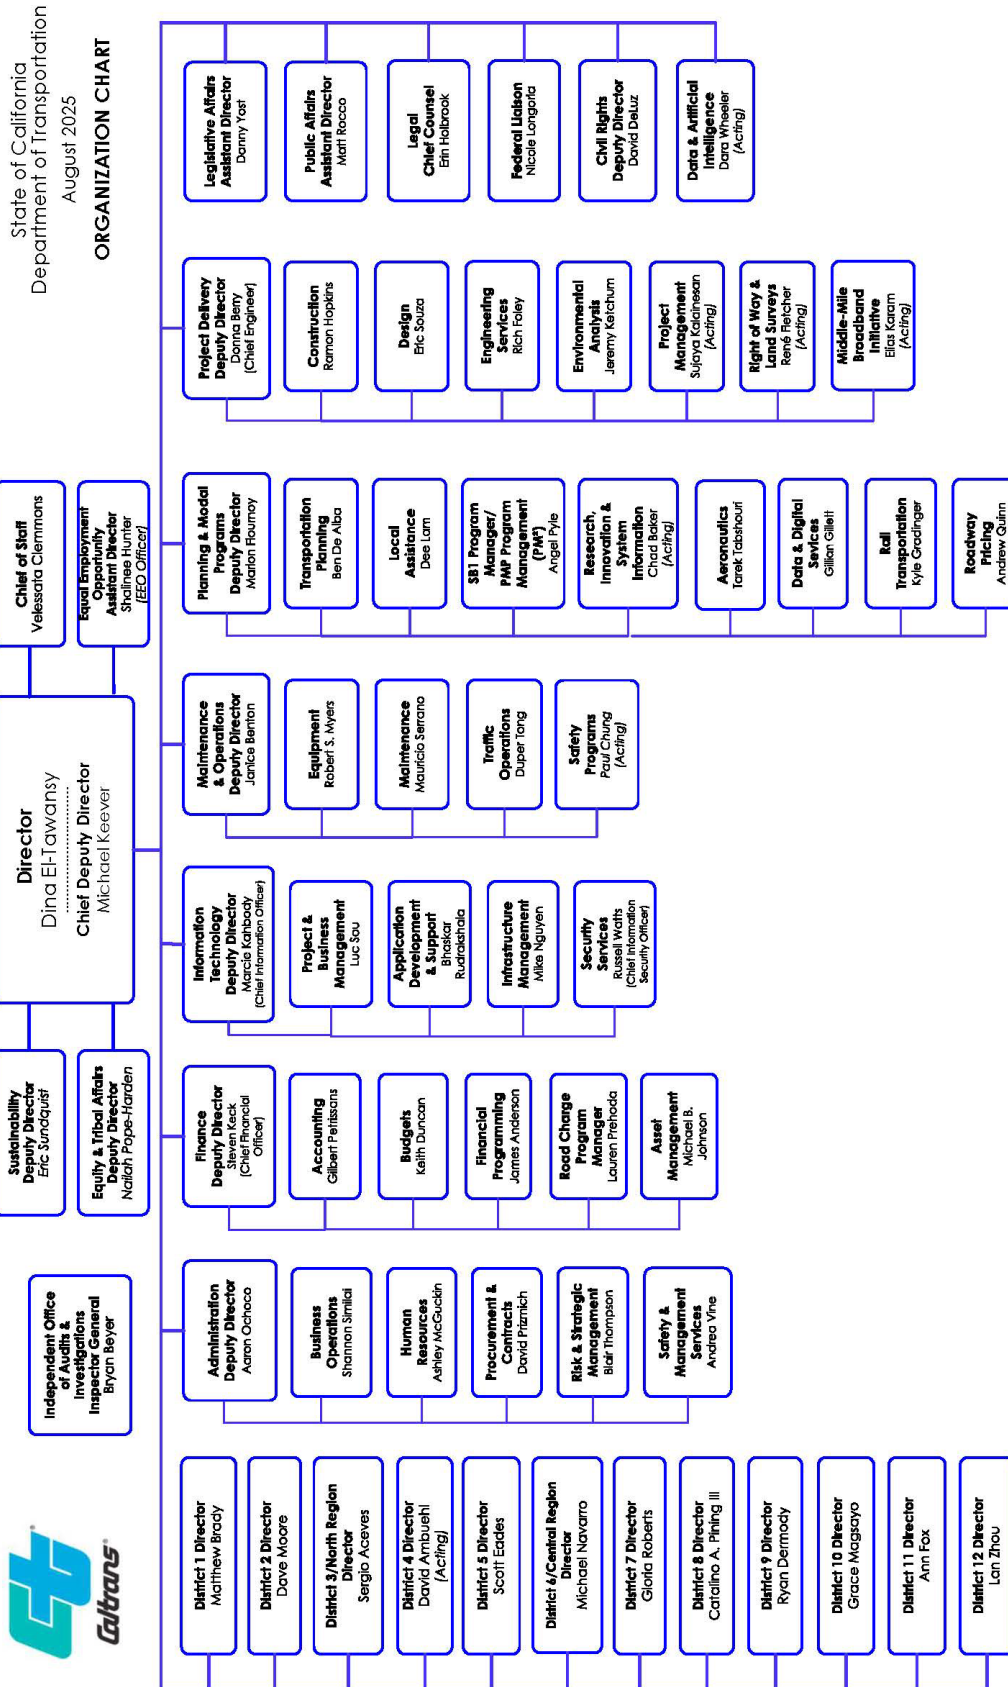 Caltrans
State of California
Department of Transportation
August 2025
ORGANIZATION CHART
Independent Office
of Audits &
Investigations
Inspector General
Bryan Beyer
Sustainability
Deputy Director
Eric Sundquist
Equity & Tribal Affairs
Deputy Director
Nailah Pope-Harden
Director
Dina El-Tawansy
Chief Deputy Director
Michael Keever
Chief of Staff
Velessata Clemmons
Equal Employment
Opportunity
Assistant Director
Shalinee Hunter
(EEO Officer)
District 1 Director
Matthew Brady
District 2 Director
Dave Moore
District 3/North Region
Director
Sergio Aceves
District 4 Director
David Ambuehl
(Acting)
District 5 Director
Scott Eades
District 6/Central Region
Director
Michael Navarro
District 7 Director
Gloria Roberts
District 8 Director
Catalino A. Pining III
District 9 Director
Ryan Dermody
District 10 Director
Grace Magsayo
District 11 Director
Ann Fox
District 12 Director
Lan Zhou
Administration
Deputy Director
Aaron Ochoco
Business
Operations
Shannon Similai
Human
Resources
Ashley McGuckin
Procurement &
Contracts
David Prizmich
Risk & Strategic
Management
Blair Thompson
Safety &
Management
Services
Andrea Vine
Finance
Deputy Director
Steven Keck
(Chief Financial
Officer)
Accounting
Gilbert Petrissans
Budgets
Keith Duncan
Financial
Programming
James Anderson
Road Charge
Program
Manager
Lauren Prehoda
Asset
Management
Michael B.
Johnson
Information
Technology
Deputy Director
Marcie Kahbody
(Chief Information Officer)
Project &
Business
Management
Luc Sau
Application
Development
& Support
Bhaskar
Rudrakshala
Infrastructure
Management
Mike Nguyen
Security
Services
Russell Watts
(Chief Information
Security Officer)
Maintenance
& Operations
Deputy Director
Janice Benton
Equipment
Robert S. Myers
Maintenance
Mauricio Serrano
Traffic
Operations
Duper Tong
Safety
Programs
Paul Chung
(Acting)
Planning & Modal
Programs
Deputy Director
Marlon Flournoy
Transportation
Planning
Ben De Alba
Local
Assistance
Dee Lam
SB1 Program
Manager/
PMP Program
Management
(PM²)
Angel Pyle
Research,
Innovation &
System
Information
Chad Baker
(Acting)
Aeronautics
Tarek Tabshouri
Data & Digital
Sevices
Gillian Gillett
Rail
Transportation
Kyle Gradinger
Roadway
Pricing
Andrew Quinn
Project Delivery
Deputy Director
Donna Berry
(Chief Engineer)
Construction
Ramon Hopkins
Design
Eric Souza
Engineering
Services
Rich Foley
Environmental
Analysis
Jeremy Ketchum
Project
Management
Sujaya Kalainesan
(Acting)
Right of Way &
Land Surveys
René Fletcher
(Acting)
Middle-Mile
Broadband
Initiative
Elias Karam
(Acting)
Legislative Affairs
Assistant Director
Danny Yost
Public Affairs
Assistant Director
Matt Rocco
Legal
Chief Counsel
Erin Holbrook
Federal Liaison
Nicole Longoria
Civil Rights
Deputy Director
David DeLuz
Data & Artificial
Intelligence
Dara Wheeler
(Acting)